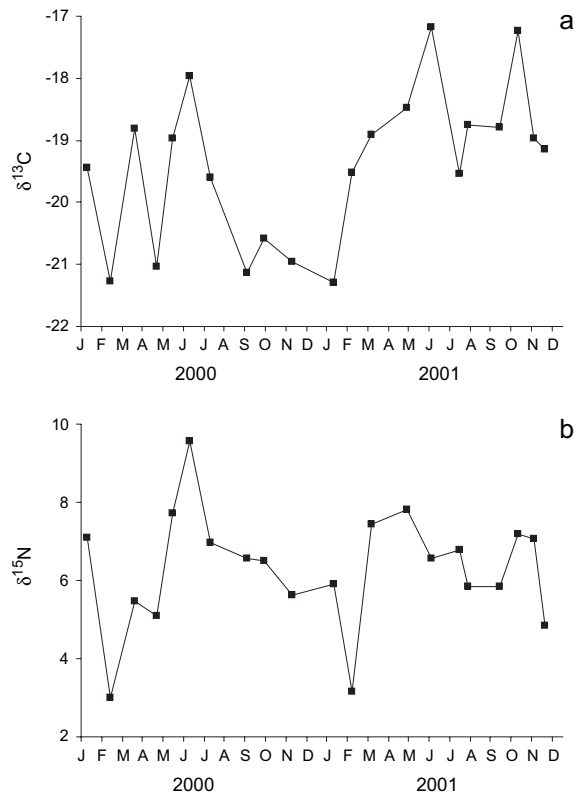 a
-17
-18
-19
-20
-21
-22
δ¹³C
J F M A M J J A S O N D J F M A M J J A S O N D
2000 2001
b
10
8
6
4
2
δ¹⁵N
J F M A M J J A S O N D J F M A M J J A S O N D
2000 2001